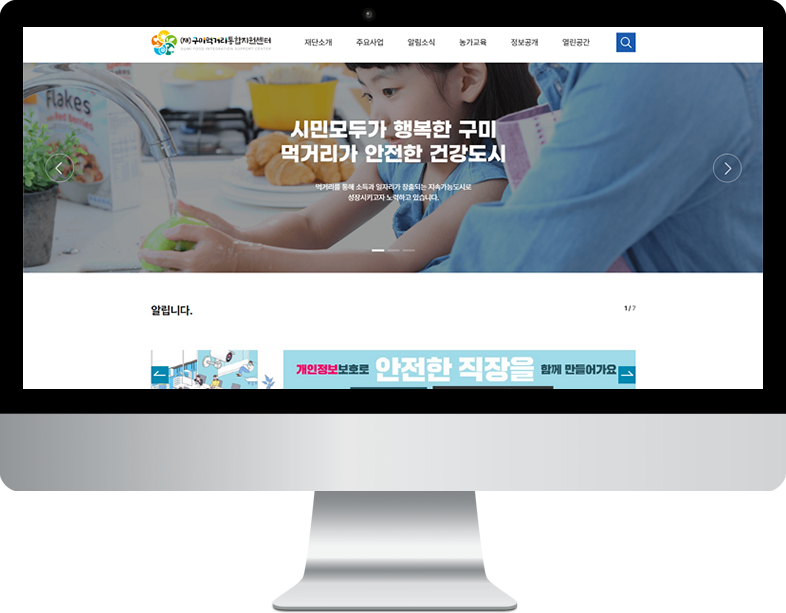 (재)구미먹거리통합지원센터
GUMI FOOD INTEGRATION SUPPORT CENTER
재단소개 주요사업 알림소식 농가교육 정보공개 열린공간
Flakes
시민모두가 행복한 구미
먹거리가 안전한 건강도시
먹거리를 통해 소득과 일자리가 창출되는 지속가능도시로
성장시키고자 노력하고 있습니다.
알립니다.
1 / 7
개인정보보호로 안전한 직장을 함께 만들어가요